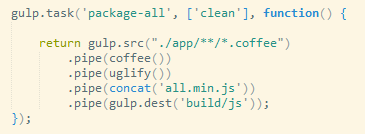 gulp.task('package-all', ['clean'], function() {
return gulp.src("./app/**/*.coffee")
.pipe(coffee())
.pipe(uglify())
.pipe(concat('all.min.js'))
.pipe(gulp.dest('build/js'));
});